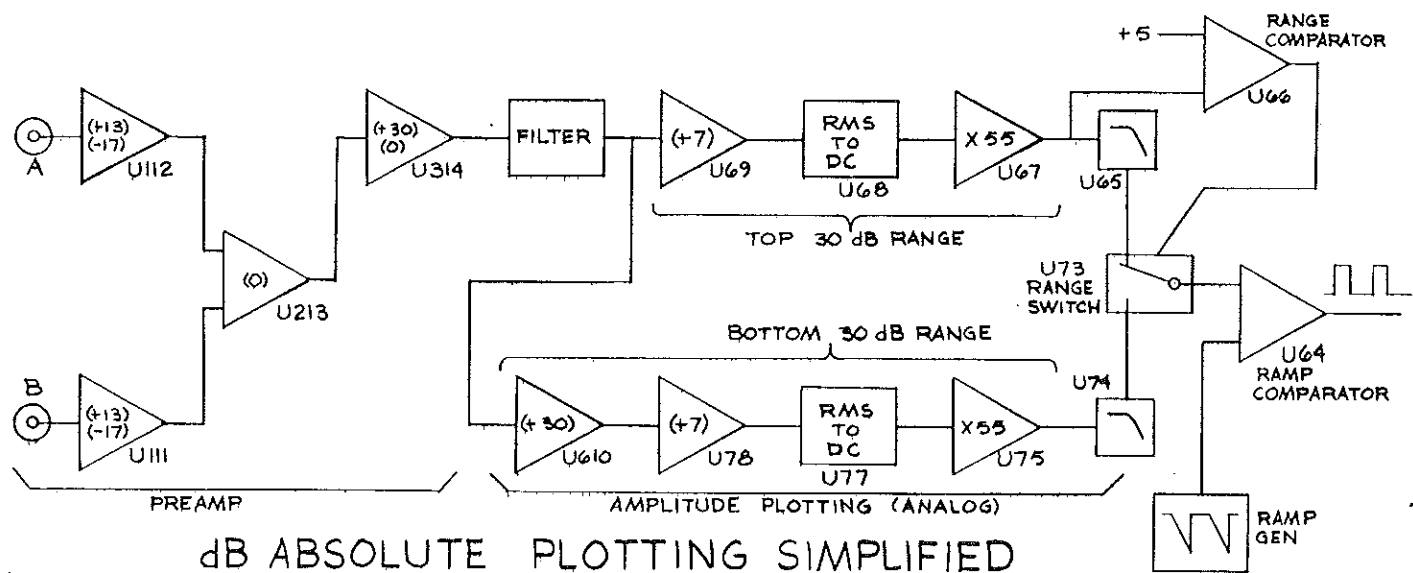 RANGE
COMPARATOR
+5
U66
(+13)
(-17)
A
U112
(+30)
(0)
U314
FILTER
(+7)
U69
RMS
TO
DC
U68
X55
U67
U65
TOP 30 dB RANGE
(0)
U213
U73
RANGE
SWITCH
BOTTOM 30 dB RANGE
U64
RAMP
COMPARATOR
B
(+13)
(-17)
U111
(+30)
U610
(+7)
U78
RMS
TO
DC
U77
X55
U75
U74
PREAMP
AMPLITUDE PLOTTING (ANALOG)
RAMP
GEN
dB ABSOLUTE PLOTTING SIMPLIFIED